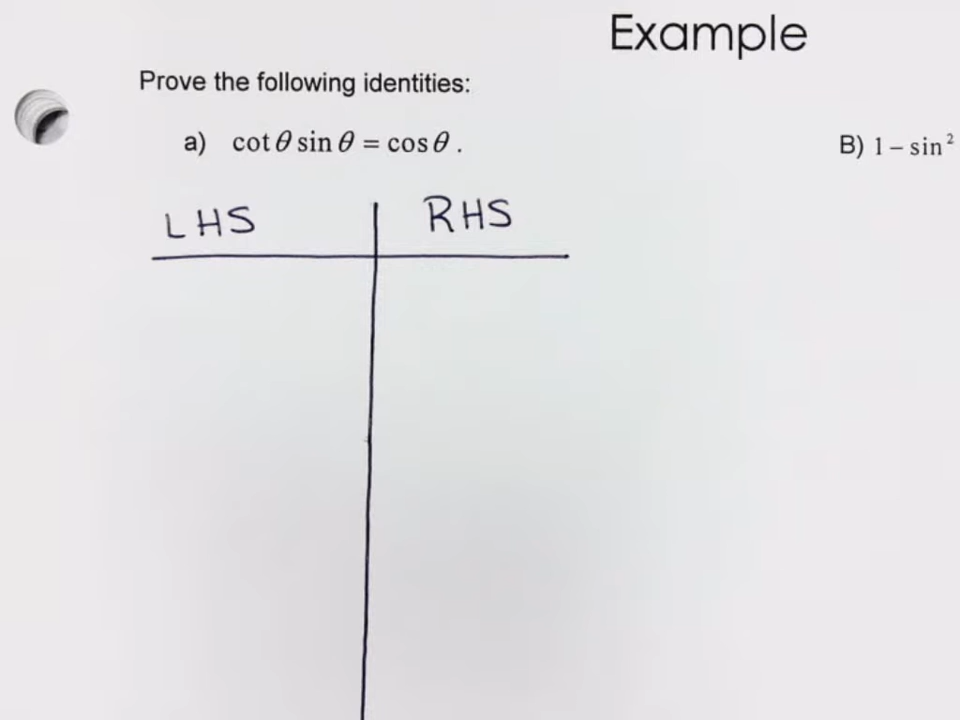 Example
Prove the following identities:
a) cot θ sin θ = cos θ .
B) 1 – sin²
LHS RHS